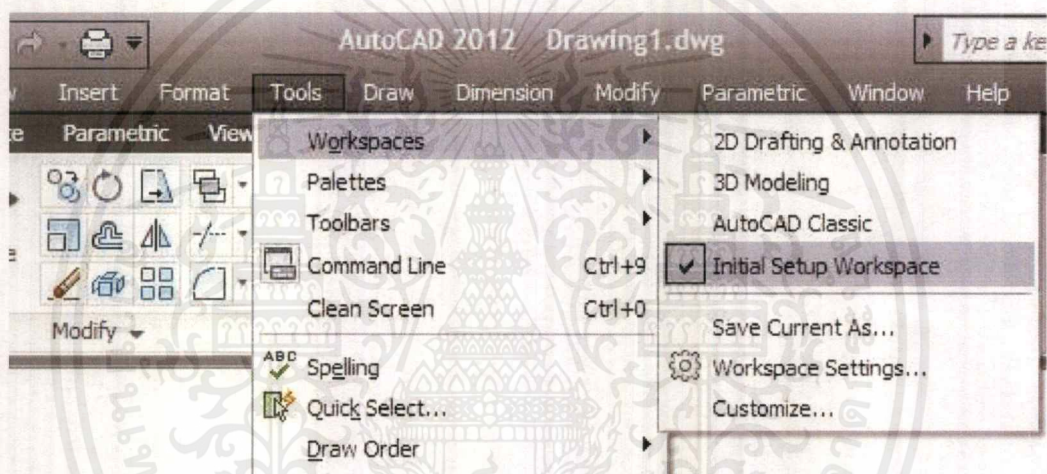 AutoCAD 2012 Drawing1.dwg Type a ke
Insert Format Tools Draw Dimension Modify Parametric Window Help
Parametric View
Workspaces
Palettes
Toolbars
Command Line Ctrl+9
Clean Screen Ctrl+0
ABC Spelling
Quick Select...
Draw Order
2D Drafting & Annotation
3D Modeling
AutoCAD Classic
Initial Setup Workspace
Save Current As...
Workspace Settings...
Customize...
Modify